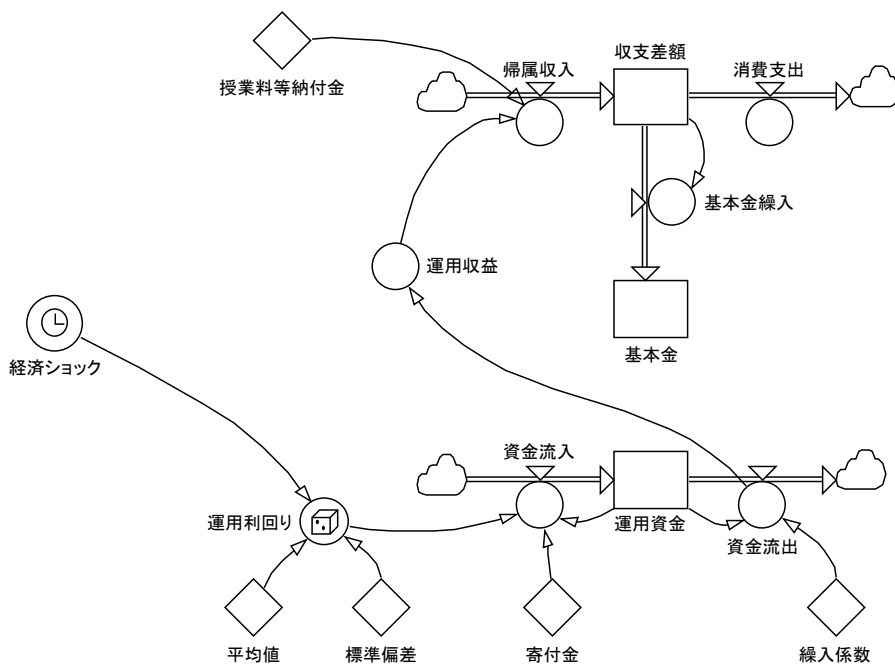 収支差額
帰属収入
消費支出
授業料等納付金
基本金繰入
運用収益
基本金
経済ショック
資金流入
運用利回り
運用資金
資金流出
平均値
標準偏差
寄付金
繰入係数